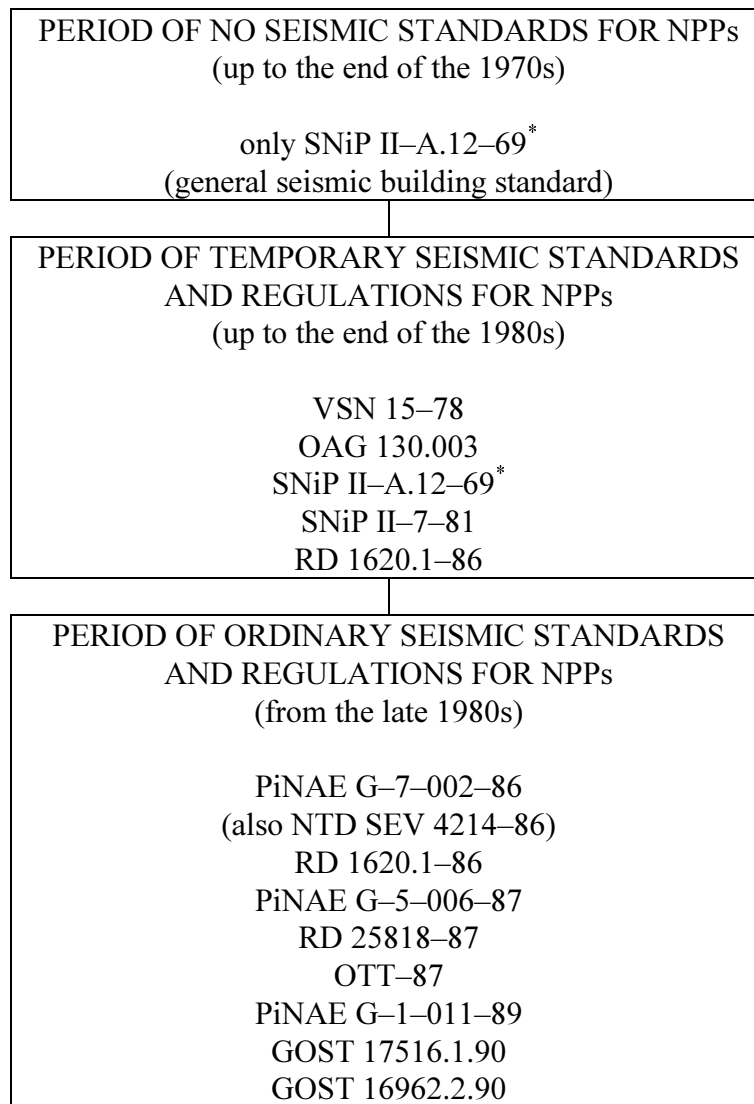 PERIOD OF NO SEISMIC STANDARDS FOR NPPs
(up to the end of the 1970s)
only SNiP II–A.12–69*
(general seismic building standard)
PERIOD OF TEMPORARY SEISMIC STANDARDS
AND REGULATIONS FOR NPPs
(up to the end of the 1980s)
VSN 15–78
OAG 130.003
SNiP II–A.12–69*
SNiP II–7–81
RD 1620.1–86
PERIOD OF ORDINARY SEISMIC STANDARDS
AND REGULATIONS FOR NPPs
(from the late 1980s)
PiNAE G–7–002–86
(also NTD SEV 4214–86)
RD 1620.1–86
PiNAE G–5–006–87
RD 25818–87
OTT–87
PiNAE G–1–011–89
GOST 17516.1.90
GOST 16962.2.90